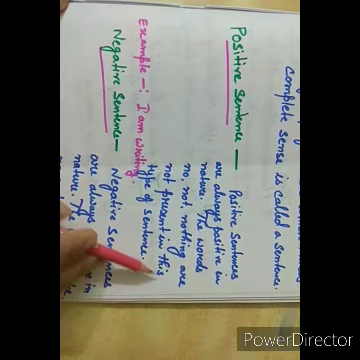 complete sense is called a sentence.
Positive sentence — Positive Sentences
are always positive in
nature. The words
no, not, nothing are
not present in this
type of sentence.
Example -: I am writing.
Negative Sentence— Negative Sentences
are always
in
nature. The
PowerDirector